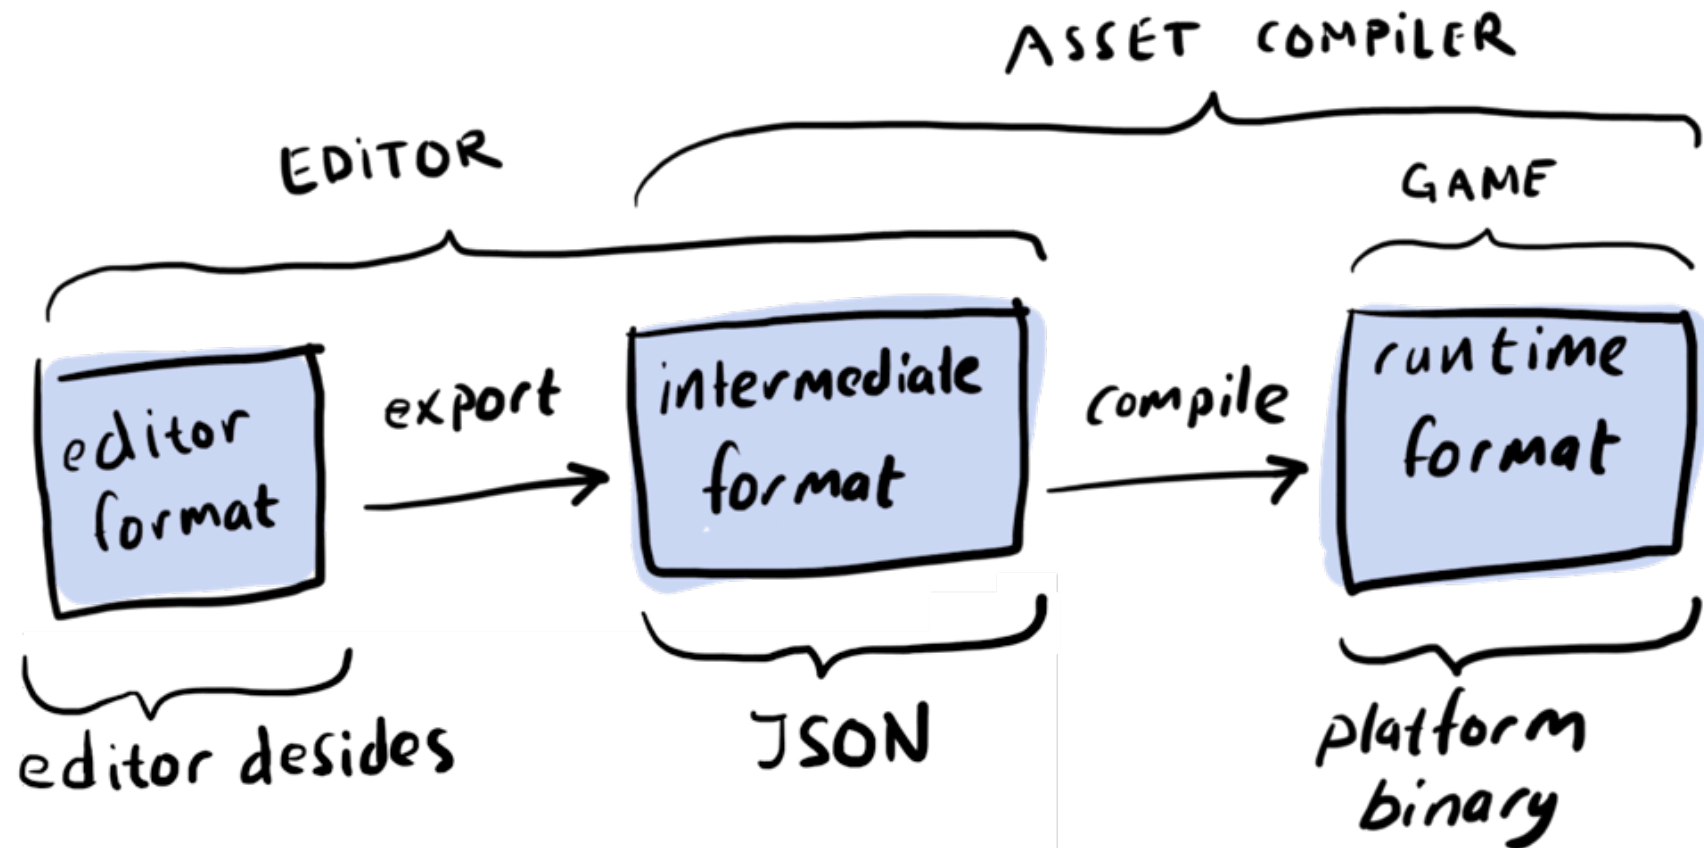 ASSET COMPiLER
EDiTOR
GAME
editor
format
export
intermediate
format
compile
runtime
format
editor desides
JSON
platform
binary